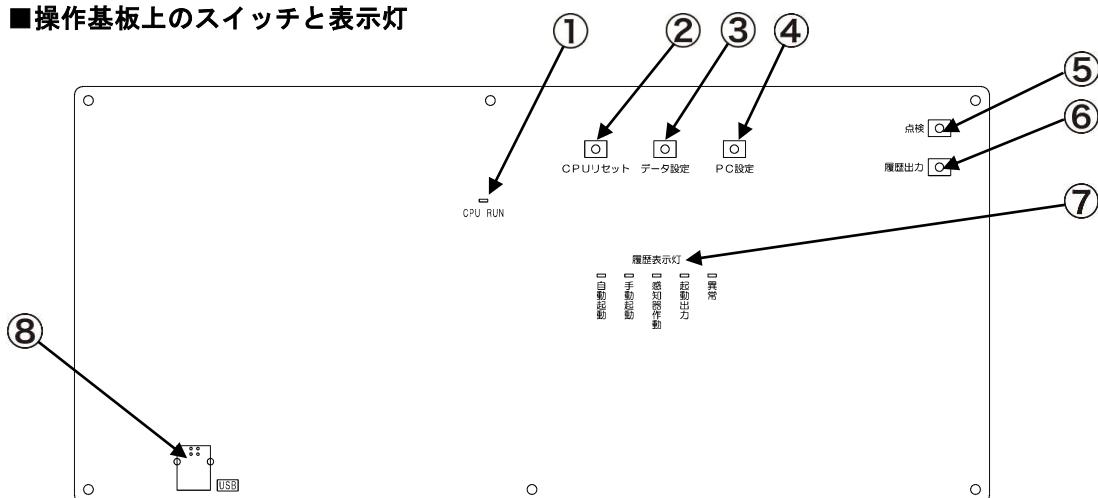 ■操作基板上のスイッチと表示灯
①
②
③
④
⑤
点検
⑥
CPUリセット
データ設定
PC設定
履歴出力
⑦
CPU RUN
履歴表示灯
自動起動
手動起動
感知器作動
起動出力
異常
⑧
USB